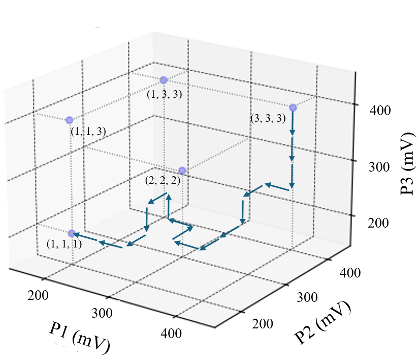 (1, 3, 3)
(3, 3, 3)
(1, 1, 3)
(2, 2, 2)
(1, 1, 1)
400
300
200
P3 (mV)
200
300
400
P1 (mV)
200
300
400
P2 (mV)